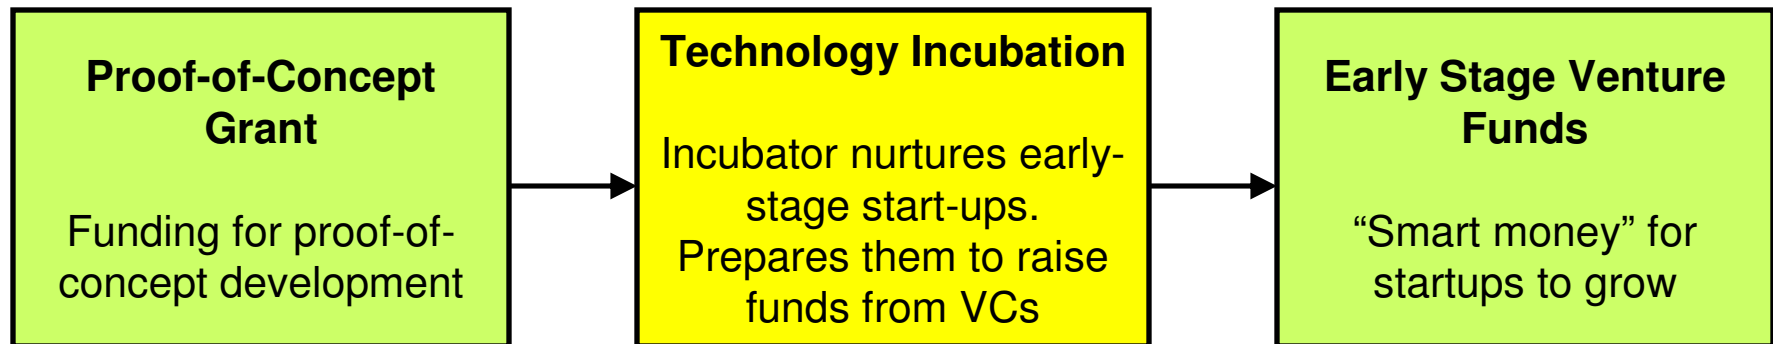 Proof-of-Concept
Grant
Funding for proof-of-
concept development
Technology Incubation
Incubator nurtures early-
stage start-ups.
Prepares them to raise
funds from VCs
Early Stage Venture
Funds
“Smart money” for
startups to grow